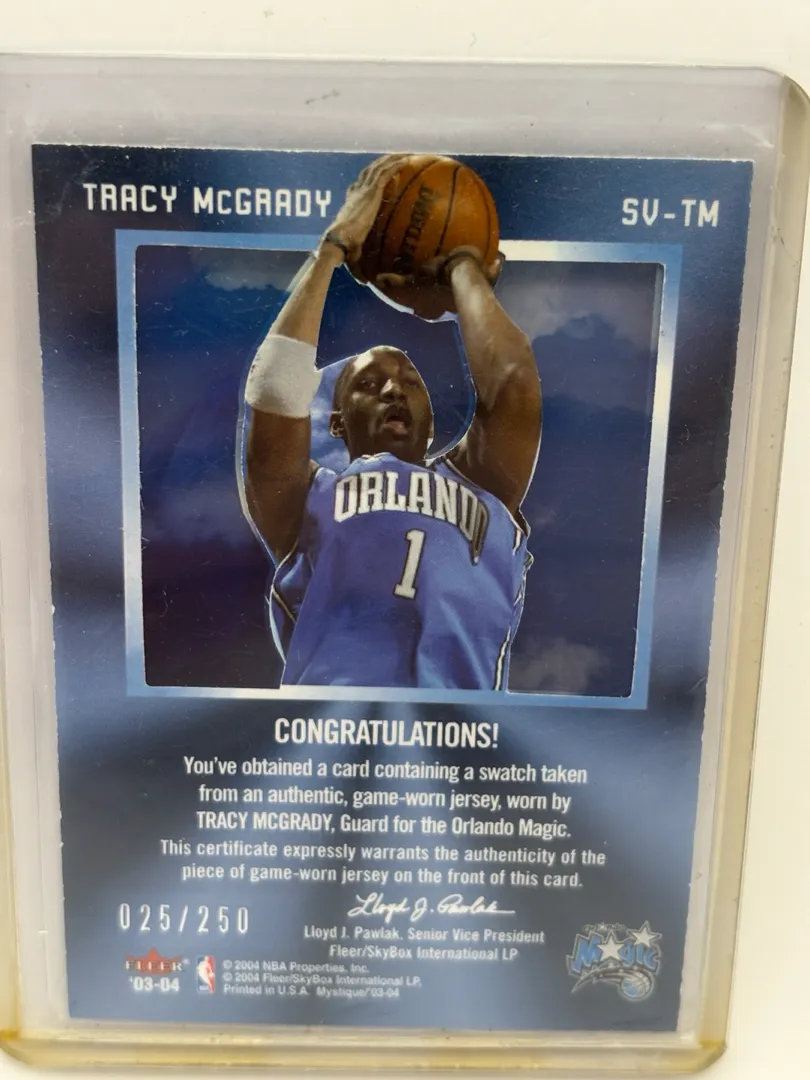 TRACY McGRADY
SV-TM
ORLANDO
1
CONGRATULATIONS!
You've obtained a card containing a swatch taken
from an authentic, game-worn jersey, worn by
TRACY MCGRADY, Guard for the Orlando Magic.
This certificate expressly warrants the authenticity of the
piece of game-worn jersey on the front of this card.
025/250
Lloyd J. Pawlak
Lloyd J. Pawlak, Senior Vice President
Fleer/SkyBox International LP
FLEER
'03-04
© 2004 NBA Properties, Inc.
© 2004 Fleer/SkyBox International LP.
Printed in U.S.A. Mystique/'03-04
Magic